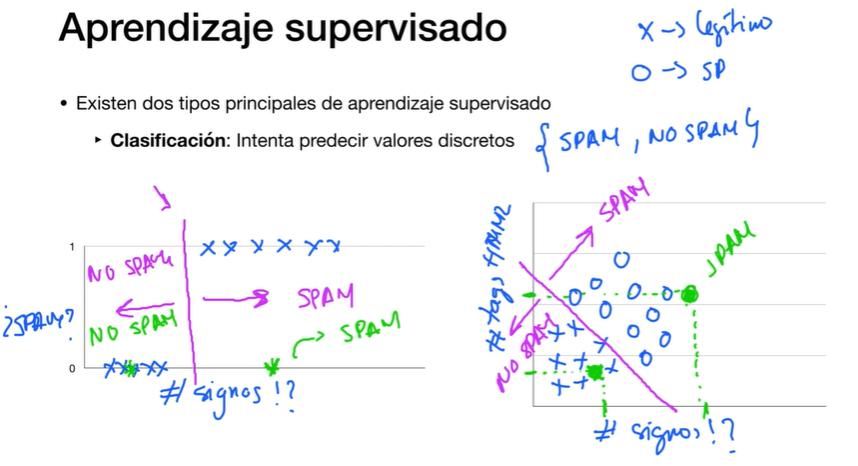 Aprendizaje supervisado
x → legítimo
o → SP
• Existen dos tipos principales de aprendizaje supervisado
‣ Clasificación: Intenta predecir valores discretos
{ SPAM, NO SPAM }
1
NO SPAM
SPAM
¿SPAM?
NO SPAM
SPAM
0
# signos !?
SPAM
# tags HTML
SPAM
NO SPAM
# signos !?